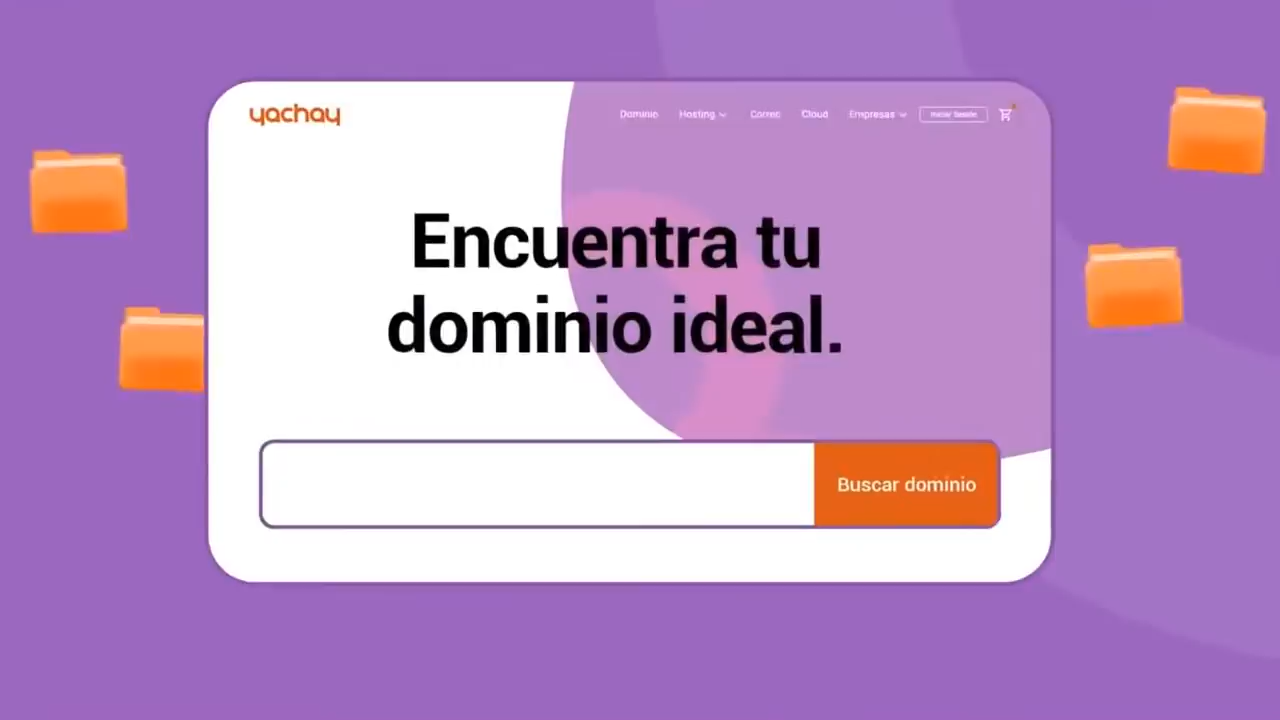 yachay
Dominio Hosting Correo Cloud Empresas Iniciar Sesión
Encuentra tu
dominio ideal.
Buscar dominio